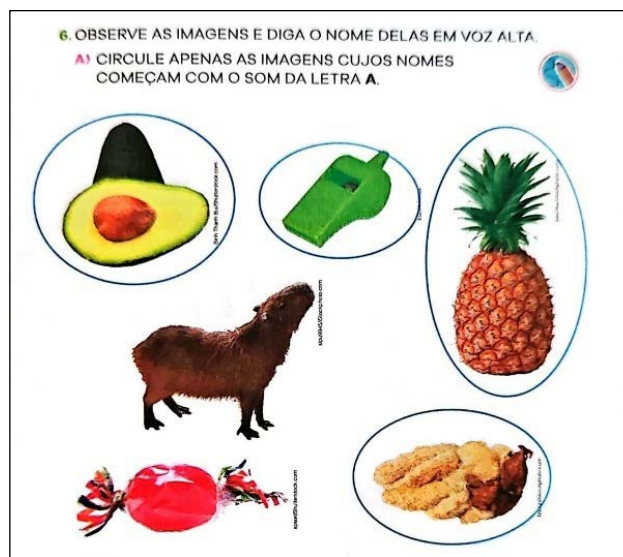 6. OBSERVE AS IMAGENS E DIGA O NOME DELAS EM VOZ ALTA.
A) CIRCULE APENAS AS IMAGENS CUJOS NOMES
COMEÇAM COM O SOM DA LETRA A.